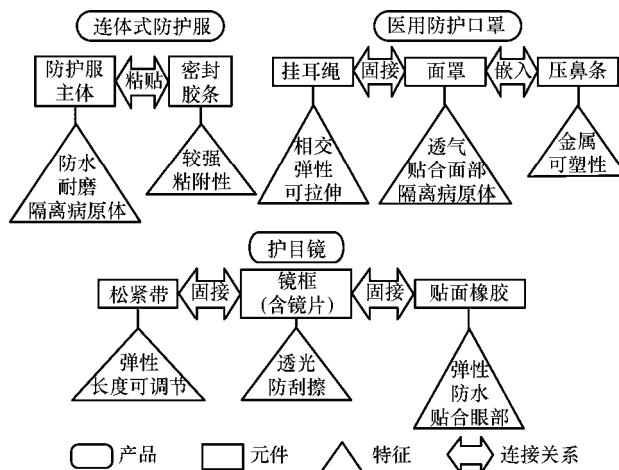 连体式防护服
医用防护口罩
防护服
主体
粘贴
密封
胶条
挂耳绳
固接
面罩
嵌入
压鼻条
防水
耐磨
隔离病原体
较强
粘附性
相交
弹性
可拉伸
透气
贴合面部
隔离病原体
金属
可塑性
护目镜
松紧带
固接
镜框
(含镜片)
固接
贴面橡胶
弹性
长度可调节
透光
防刮擦
弹性
防水
贴合眼部
产品
元件
特征
连接关系